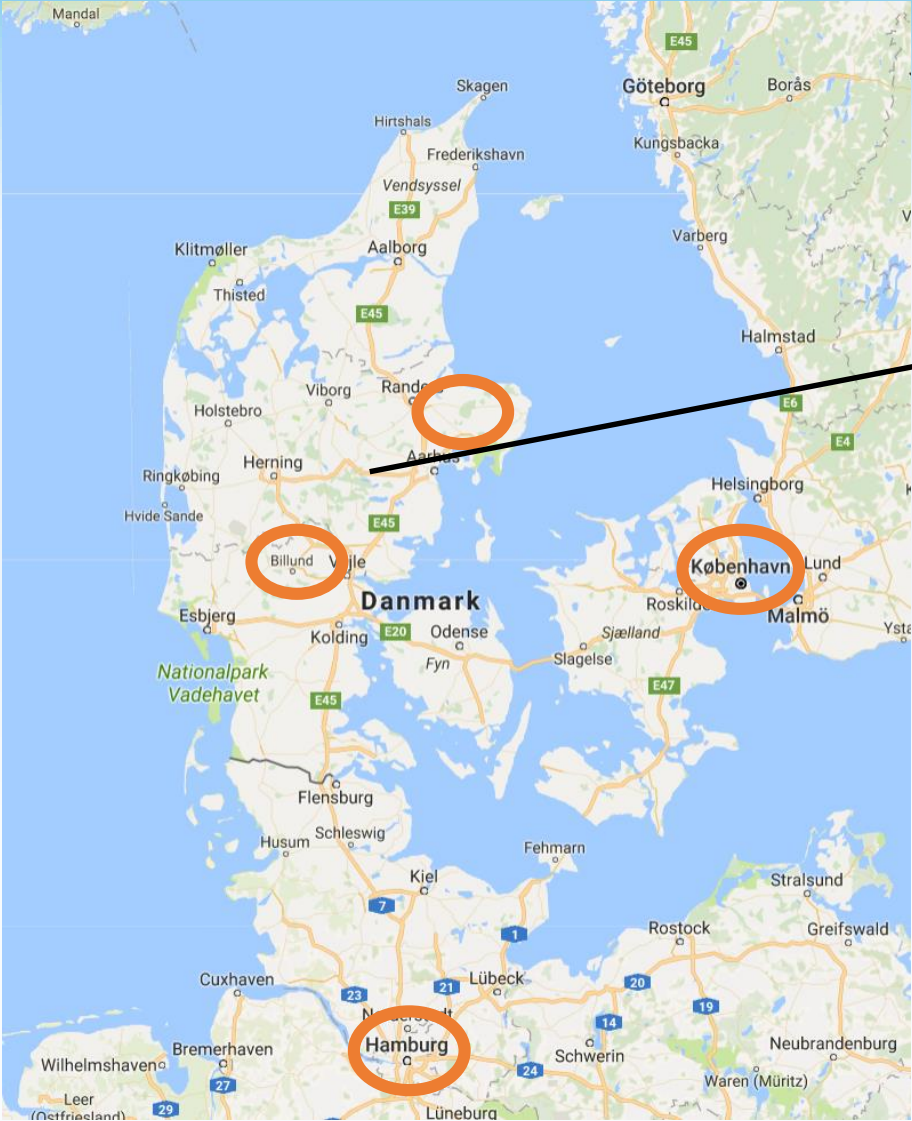 Mandal
E45
Skagen
Göteborg
Borås
Hirtshals
Kungsbacka
Frederikshavn
Vendsyssel
E39
Varberg
Klitmøller
Aalborg
Thisted
E45
Halmstad
Viborg
E6
Holstebro
E4
Aarhus
Herning
Ringkøbing
Helsingborg
Hvide Sande
E45
Billund
Vejle
København
Lund
Danmark
Roskilde
Esbjerg
Malmö
Kolding
E20
Odense
Sjælland
Fyn
Slagelse
Nationalpark
Vadehavet
E47
E45
Flensburg
Schleswig
Husum
Fehmarn
Kiel
Stralsund
7
1
Rostock
Greifswald
Cuxhaven
Lübeck
23
21
20
19
Norderstedt
14
Hamburg
Schwerin
Neubrandenburg
Wilhelmshaven
Bremerhaven
24
27
Waren (Müritz)
Leer
(Ostfriesland)
29
Lüneburg